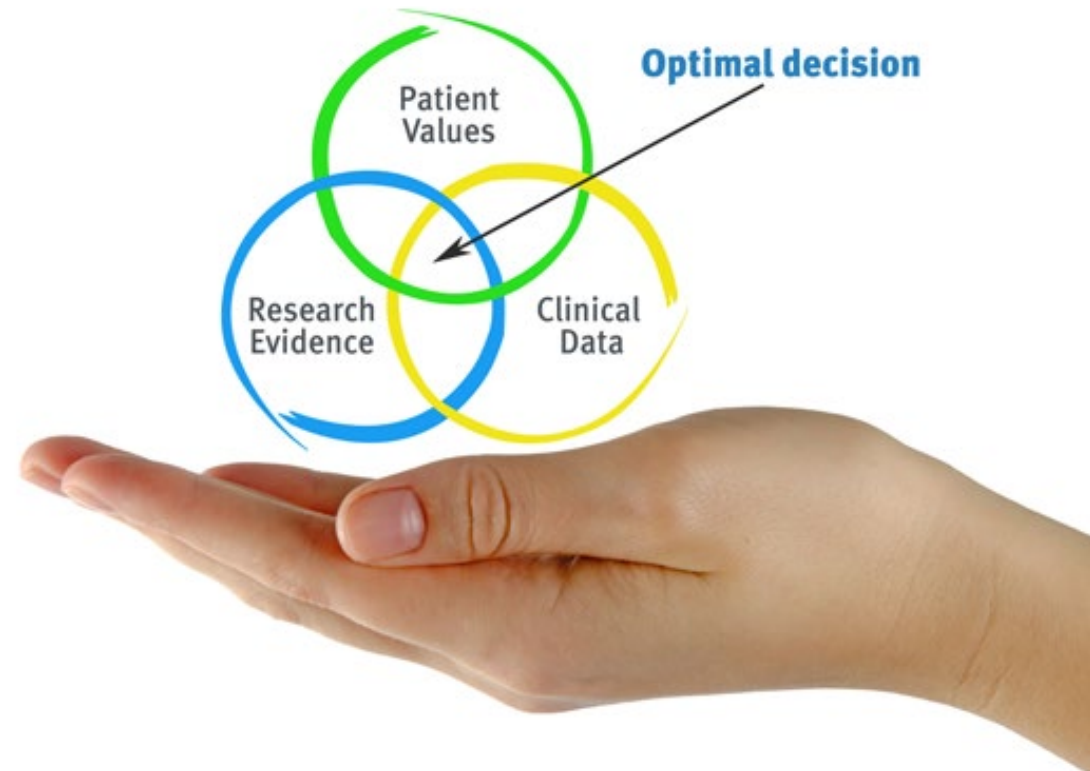 Optimal decision
Patient
Values
Research
Evidence
Clinical
Data